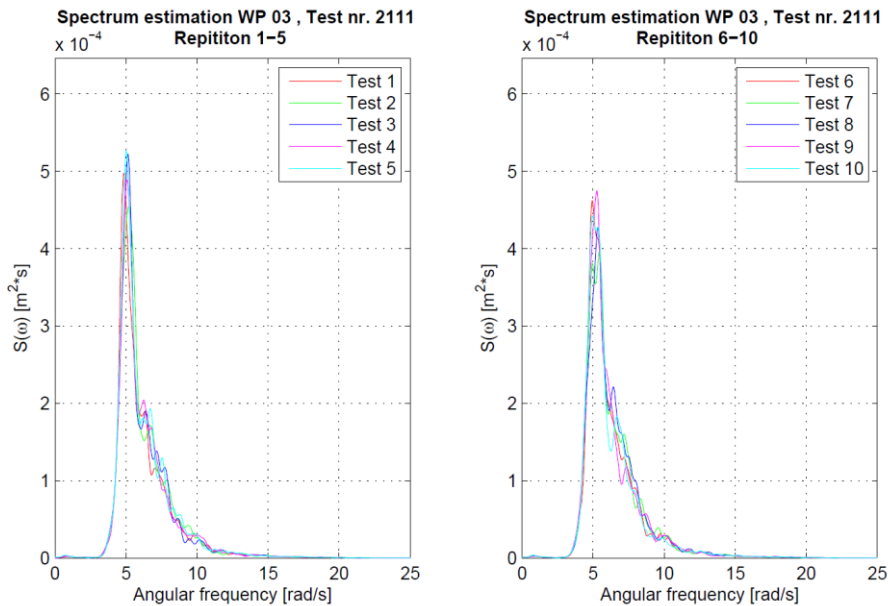 Spectrum estimation WP 03 , Test nr. 2111
Repititon 1−5
x 10⁻⁴
6
5
4
3
2
1
0
S(ω) [m²*s]
0 5 10 15 20 25
Angular frequency [rad/s]
Test 1
Test 2
Test 3
Test 4
Test 5
Spectrum estimation WP 03 , Test nr. 2111
Repititon 6−10
x 10⁻⁴
6
5
4
3
2
1
0
S(ω) [m²*s]
0 5 10 15 20 25
Angular frequency [rad/s]
Test 6
Test 7
Test 8
Test 9
Test 10